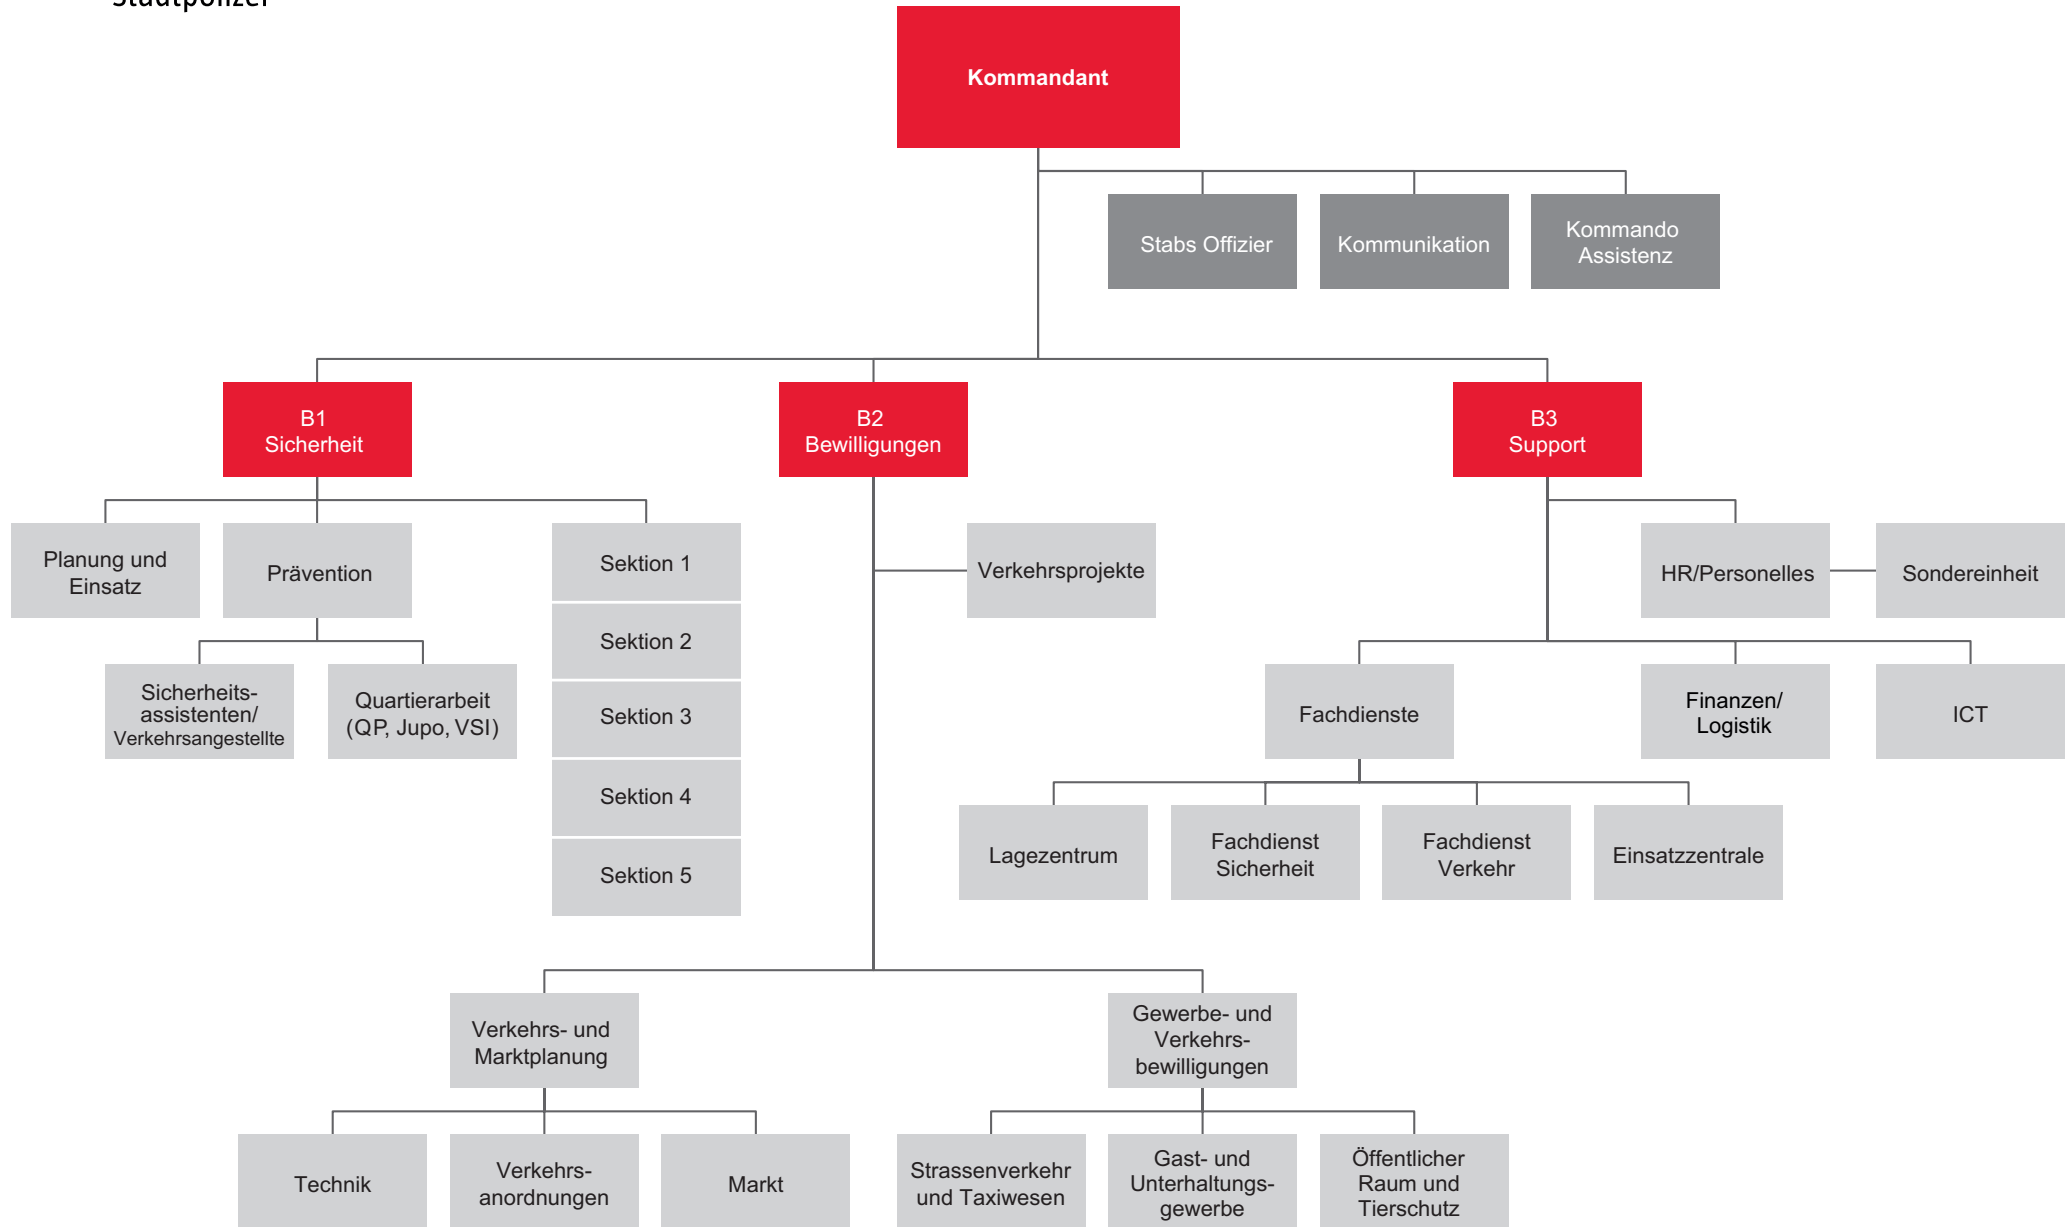 Stadtpolizei
Kommandant
Stabs Offizier
Kommunikation
Kommando
Assistenz
B1
Sicherheit
B2
Bewilligungen
B3
Support
Planung und
Einsatz
Prävention
Sektion 1
Verkehrsprojekte
HR/Personelles
Sondereinheit
Sektion 2
Sicherheits-
assistenten/
Verkehrsangestellte
Quartierarbeit
(QP, Jupo, VSI)
Sektion 3
Fachdienste
Finanzen/
Logistik
ICT
Sektion 4
Sektion 5
Lagezentrum
Fachdienst
Sicherheit
Fachdienst
Verkehr
Einsatzzentrale
Verkehrs- und
Marktplanung
Gewerbe- und
Verkehrs-
bewilligungen
Technik
Verkehrs-
anordnungen
Markt
Strassenverkehr
und Taxiwesen
Gast- und
Unterhaltungs-
gewerbe
Öffentlicher
Raum und
Tierschutz